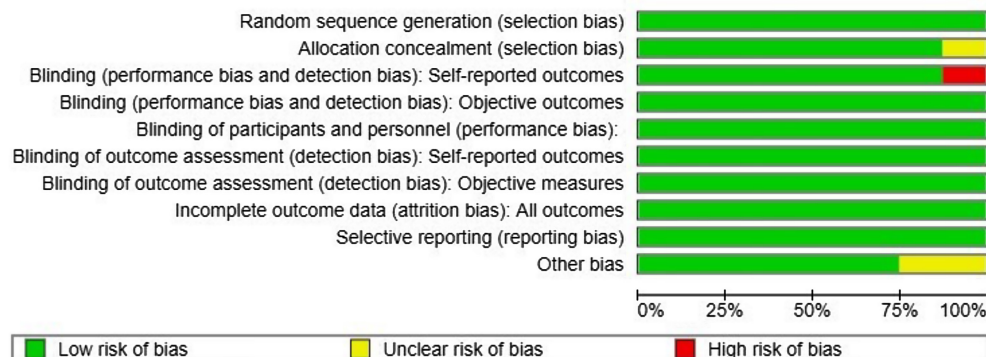 Random sequence generation (selection bias)
Allocation concealment (selection bias)
Blinding (performance bias and detection bias): Self-reported outcomes
Blinding (performance bias and detection bias): Objective outcomes
Blinding of participants and personnel (performance bias):
Blinding of outcome assessment (detection bias): Self-reported outcomes
Blinding of outcome assessment (detection bias): Objective measures
Incomplete outcome data (attrition bias): All outcomes
Selective reporting (reporting bias)
Other bias
0% 25% 50% 75% 100%
Low risk of bias Unclear risk of bias High risk of bias